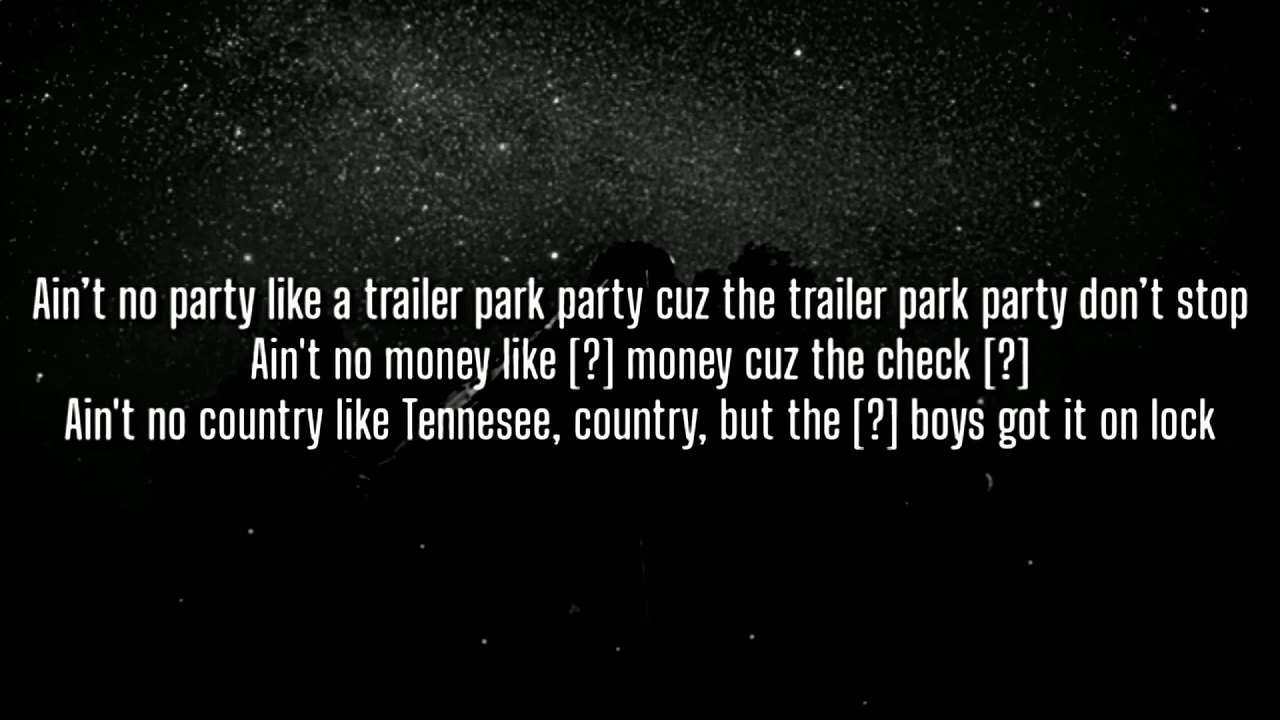 Ain’t no party like a trailer park party cuz the trailer park party don’t stop
Ain't no money like [?] money cuz the check [?]
Ain't no country like Tennesee, country, but the [?] boys got it on lock